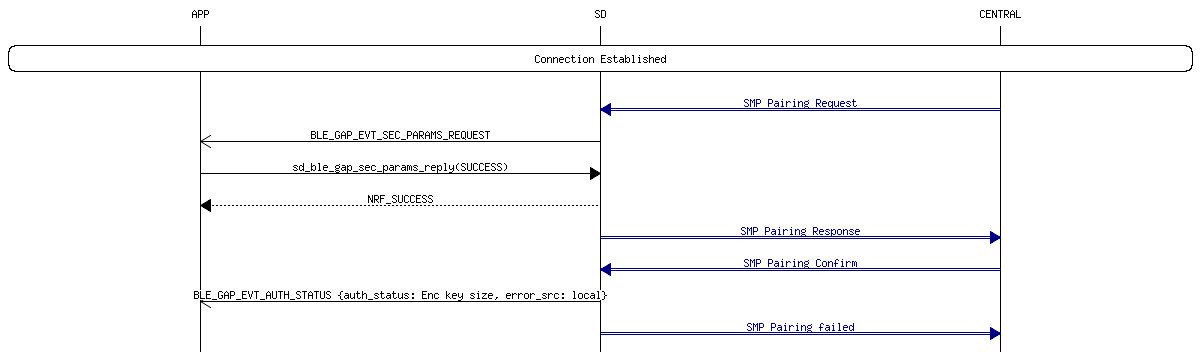 APP SD CENTRAL
Connection Established
SMP Pairing Request
BLE_GAP_EVT_SEC_PARAMS_REQUEST
sd_ble_gap_sec_params_reply(SUCCESS)
NRF_SUCCESS
SMP Pairing Response
SMP Pairing Confirm
BLE_GAP_EVT_AUTH_STATUS {auth_status: Enc key size, error_src: local}
SMP Pairing failed